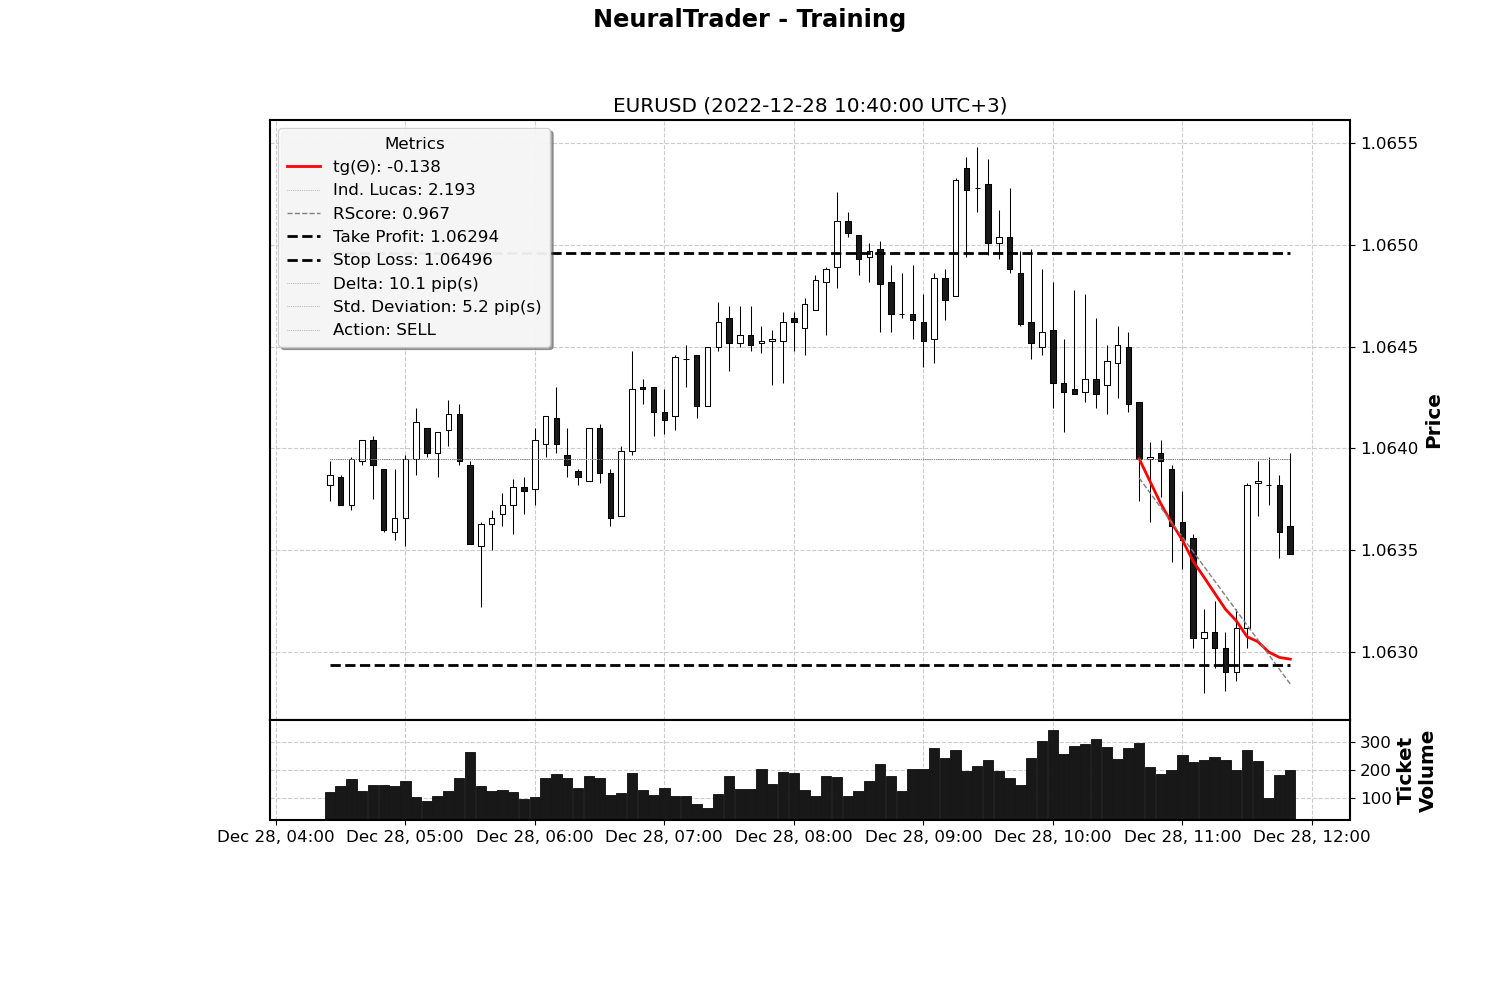 NeuralTrader - Training
EURUSD (2022-12-28 10:40:00 UTC+3)
Metrics
tg(Θ): -0.138
Ind. Lucas: 2.193
RScore: 0.967
Take Profit: 1.06294
Stop Loss: 1.06496
Delta: 10.1 pip(s)
Std. Deviation: 5.2 pip(s)
Action: SELL
1.0655
1.0650
1.0645
1.0640
1.0635
1.0630
Price
300
200
100
Ticket
Volume
Dec 28, 04:00 Dec 28, 05:00 Dec 28, 06:00 Dec 28, 07:00 Dec 28, 08:00 Dec 28, 09:00 Dec 28, 10:00 Dec 28, 11:00 Dec 28, 12:00